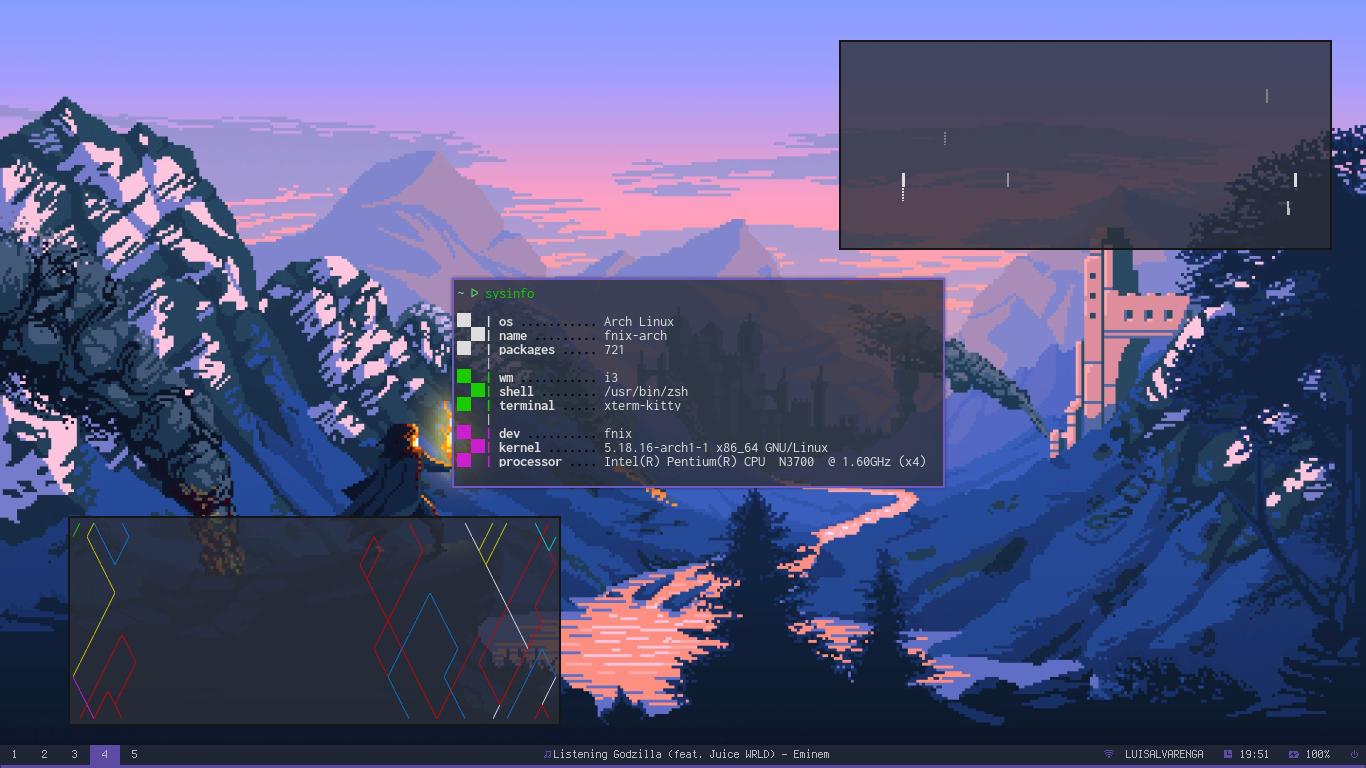 ~ ▷ sysinfo
| os ........... Arch Linux
| name ......... fnix-arch
| packages ..... 721
|
| wm ........... i3
| shell ........ /usr/bin/zsh
| terminal ..... xterm-kitty
|
| dev .......... fnix
| kernel ....... 5.18.16-arch1-1 x86_64 GNU/Linux
| processor .... Intel(R) Pentium(R) CPU  N3700  @ 1.60GHz (x4)
1 2 3 4 5 ♫Listening Godzilla (feat. Juice WRLD) - Eminem LUISALVARENGA 19:51 100%